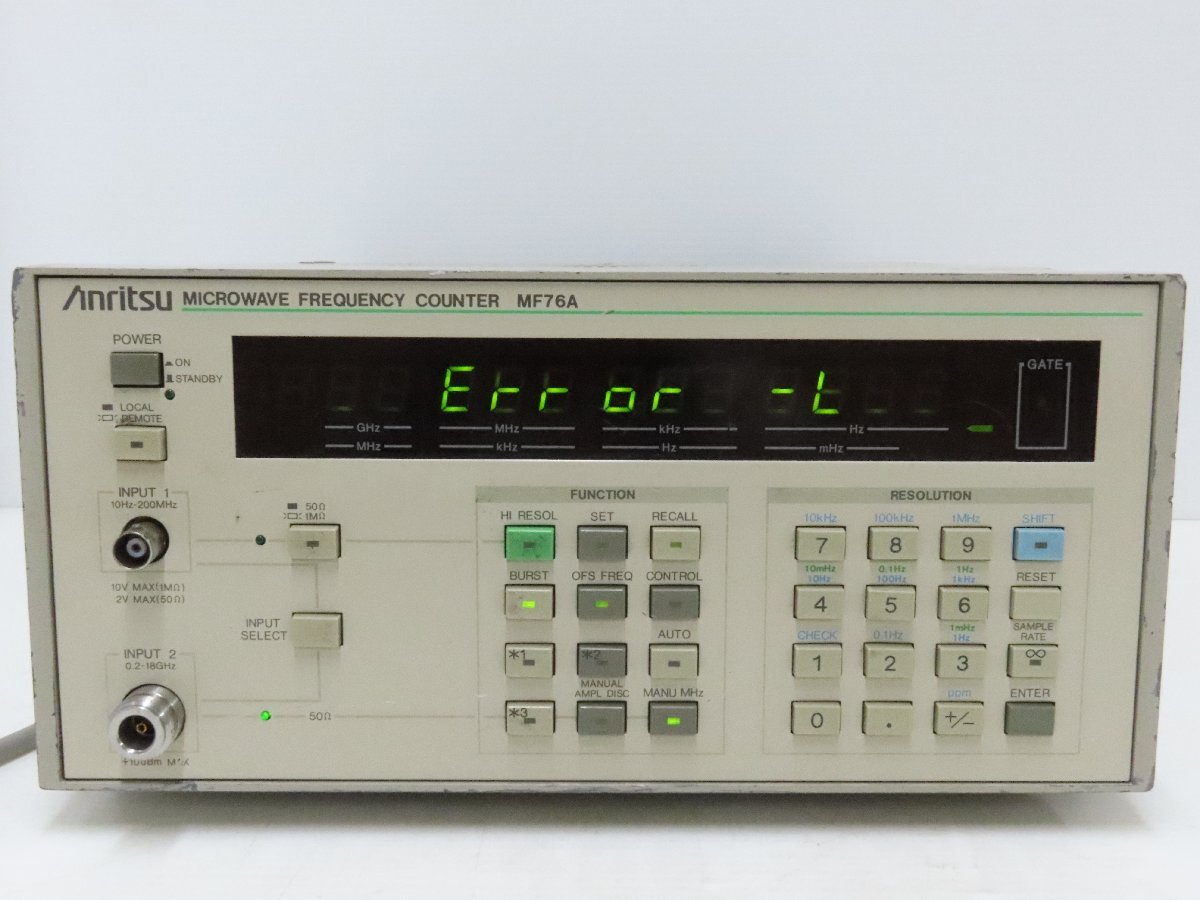 Anritsu MICROWAVE FREQUENCY COUNTER MF76A
POWER
ON
STANDBY
LOCAL
REMOTE
Error -L
GATE
GHz MHz kHz Hz
MHz kHz Hz mHz
INPUT 1
10Hz-200MHz
10V MAX(1MΩ)
2V MAX(50Ω)
50Ω
1MΩ
INPUT
SELECT
INPUT 2
0.2-18GHz
+10dBm MAX
50Ω
FUNCTION
HI RESOL SET RECALL
BURST OFS FREQ CONTROL
AUTO
*1 *2
MANUAL
AMPL DISC MANU MHz
*3
RESOLUTION
10kHz 100kHz 1MHz SHIFT
7 8 9
10mHz 0.1Hz 1Hz
10Hz 100Hz 1kHz RESET
4 5 6
1mHz SAMPLE
CHECK 0.1Hz 1Hz RATE
1 2 3 ∞
ppm ENTER
0 . +/-